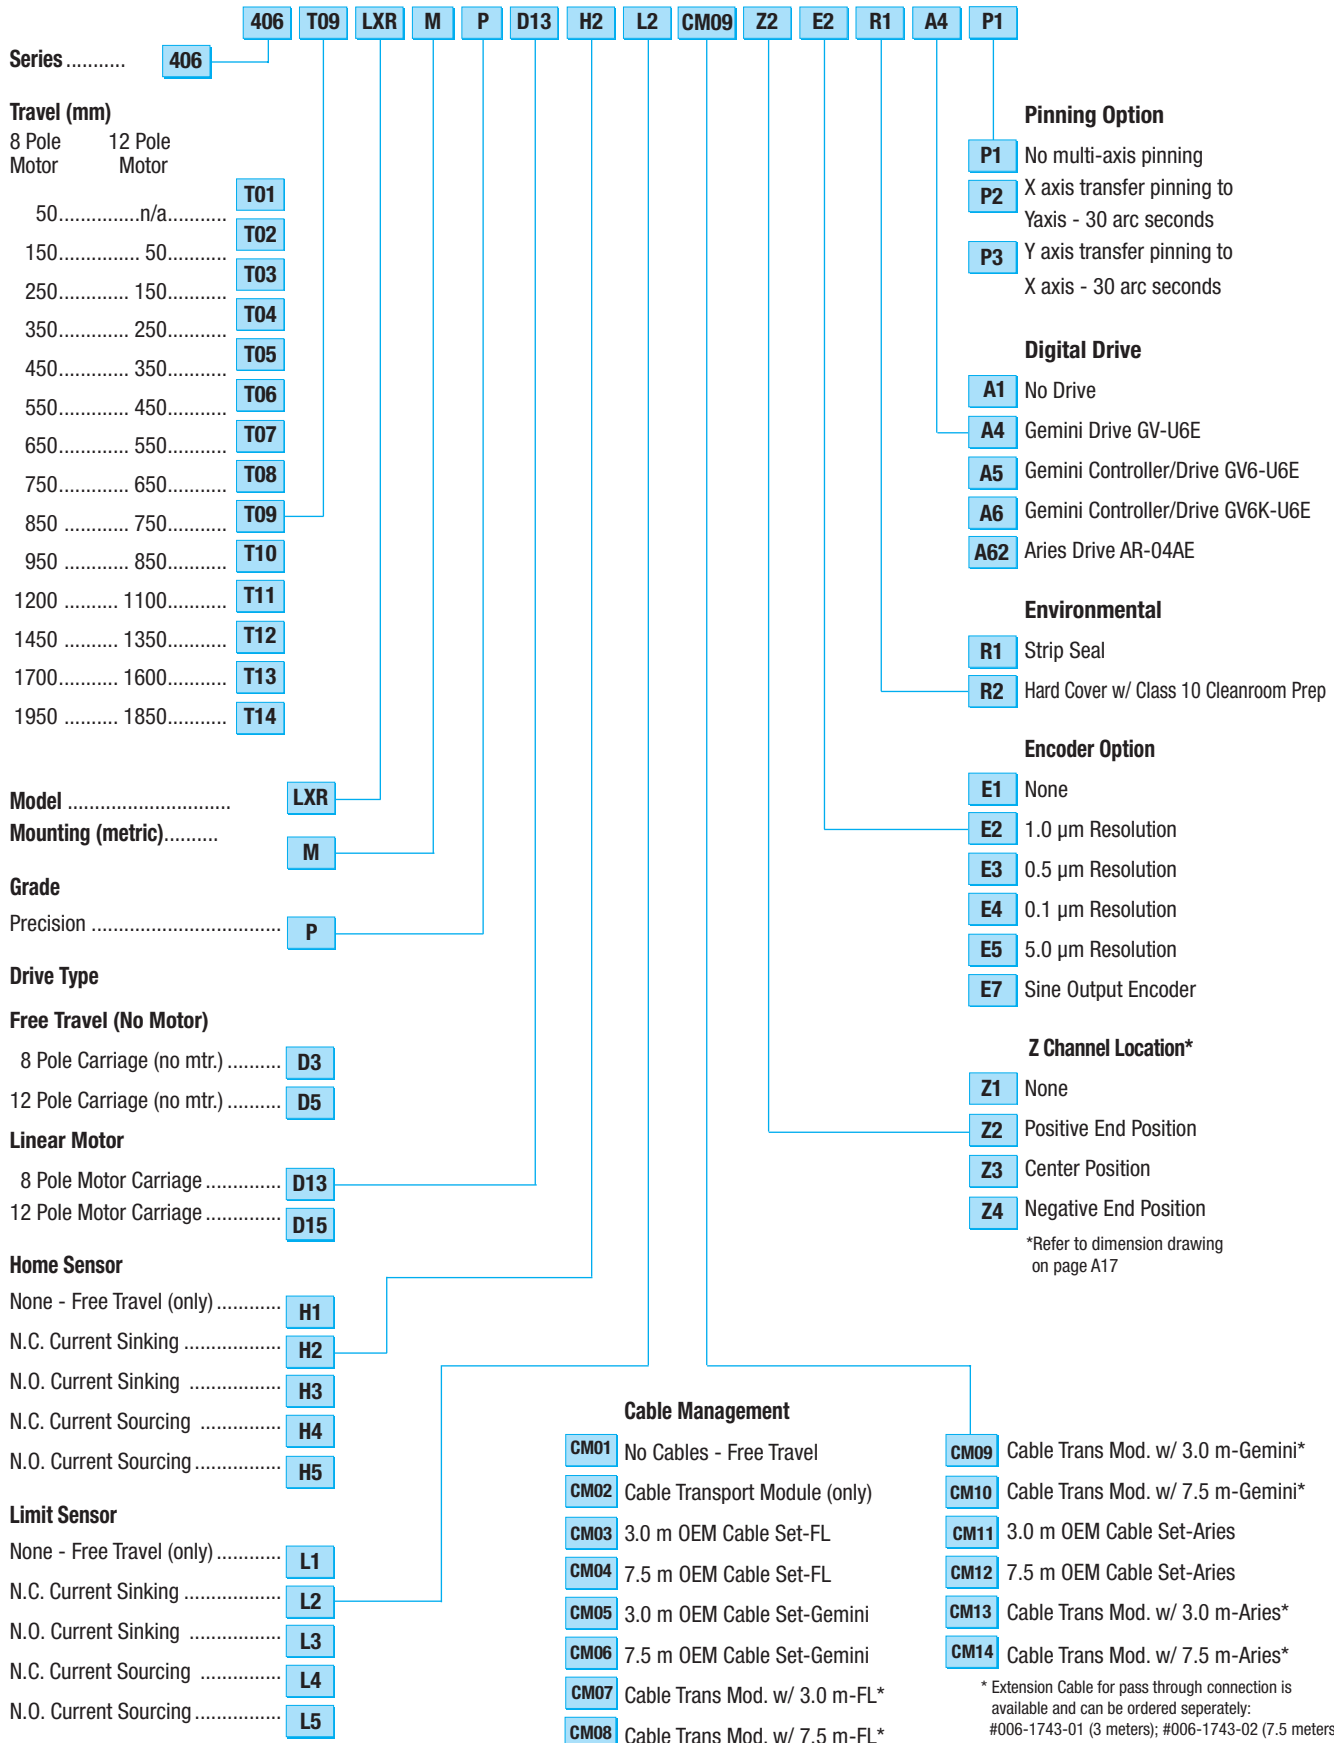 406 T09 LXR M P D13 H2 L2 CM09 Z2 E2 R1 A4 P1
Series ........... 406
Travel (mm)
8 Pole Motor 12 Pole Motor
50...............n/a........... T01
150............... 50........... T02
250............. 150........... T03
350............. 250........... T04
450............. 350........... T05
550............. 450........... T06
650............. 550........... T07
750............. 650........... T08
850 ............ 750........... T09
950 ............ 850........... T10
1200 .......... 1100........... T11
1450 .......... 1350........... T12
1700........... 1600........... T13
1950 .......... 1850........... T14
Model .............................. LXR
Mounting (metric).......... M
Grade
Precision ................................... P
Drive Type
Free Travel (No Motor)
8 Pole Carriage (no mtr.) .......... D3
12 Pole Carriage (no mtr.) .......... D5
Linear Motor
8 Pole Motor Carriage .............. D13
12 Pole Motor Carriage .............. D15
Home Sensor
None - Free Travel (only) ............ H1
N.C. Current Sinking .................. H2
N.O. Current Sinking ................. H3
N.C. Current Sourcing ............... H4
N.O. Current Sourcing ................ H5
Limit Sensor
None - Free Travel (only) ............ L1
N.C. Current Sinking .................. L2
N.O. Current Sinking ................. L3
N.C. Current Sourcing ............... L4
N.O. Current Sourcing ................ L5
Pinning Option
P1 No multi-axis pinning
P2 X axis transfer pinning to
Yaxis - 30 arc seconds
P3 Y axis transfer pinning to
X axis - 30 arc seconds
Digital Drive
A1 No Drive
A4 Gemini Drive GV-U6E
A5 Gemini Controller/Drive GV6-U6E
A6 Gemini Controller/Drive GV6K-U6E
A62 Aries Drive AR-04AE
Environmental
R1 Strip Seal
R2 Hard Cover w/ Class 10 Cleanroom Prep
Encoder Option
E1 None
E2 1.0 µm Resolution
E3 0.5 µm Resolution
E4 0.1 µm Resolution
E5 5.0 µm Resolution
E7 Sine Output Encoder
Z Channel Location*
Z1 None
Z2 Positive End Position
Z3 Center Position
Z4 Negative End Position
*Refer to dimension drawing
on page A17
Cable Management
CM01 No Cables - Free Travel
CM02 Cable Transport Module (only)
CM03 3.0 m OEM Cable Set-FL
CM04 7.5 m OEM Cable Set-FL
CM05 3.0 m OEM Cable Set-Gemini
CM06 7.5 m OEM Cable Set-Gemini
CM07 Cable Trans Mod. w/ 3.0 m-FL*
CM08 Cable Trans Mod. w/ 7.5 m-FL*
CM09 Cable Trans Mod. w/ 3.0 m-Gemini*
CM10 Cable Trans Mod. w/ 7.5 m-Gemini*
CM11 3.0 m OEM Cable Set-Aries
CM12 7.5 m OEM Cable Set-Aries
CM13 Cable Trans Mod. w/ 3.0 m-Aries*
CM14 Cable Trans Mod. w/ 7.5 m-Aries*
* Extension Cable for pass through connection is
available and can be ordered seperately:
#006-1743-01 (3 meters); #006-1743-02 (7.5 meters